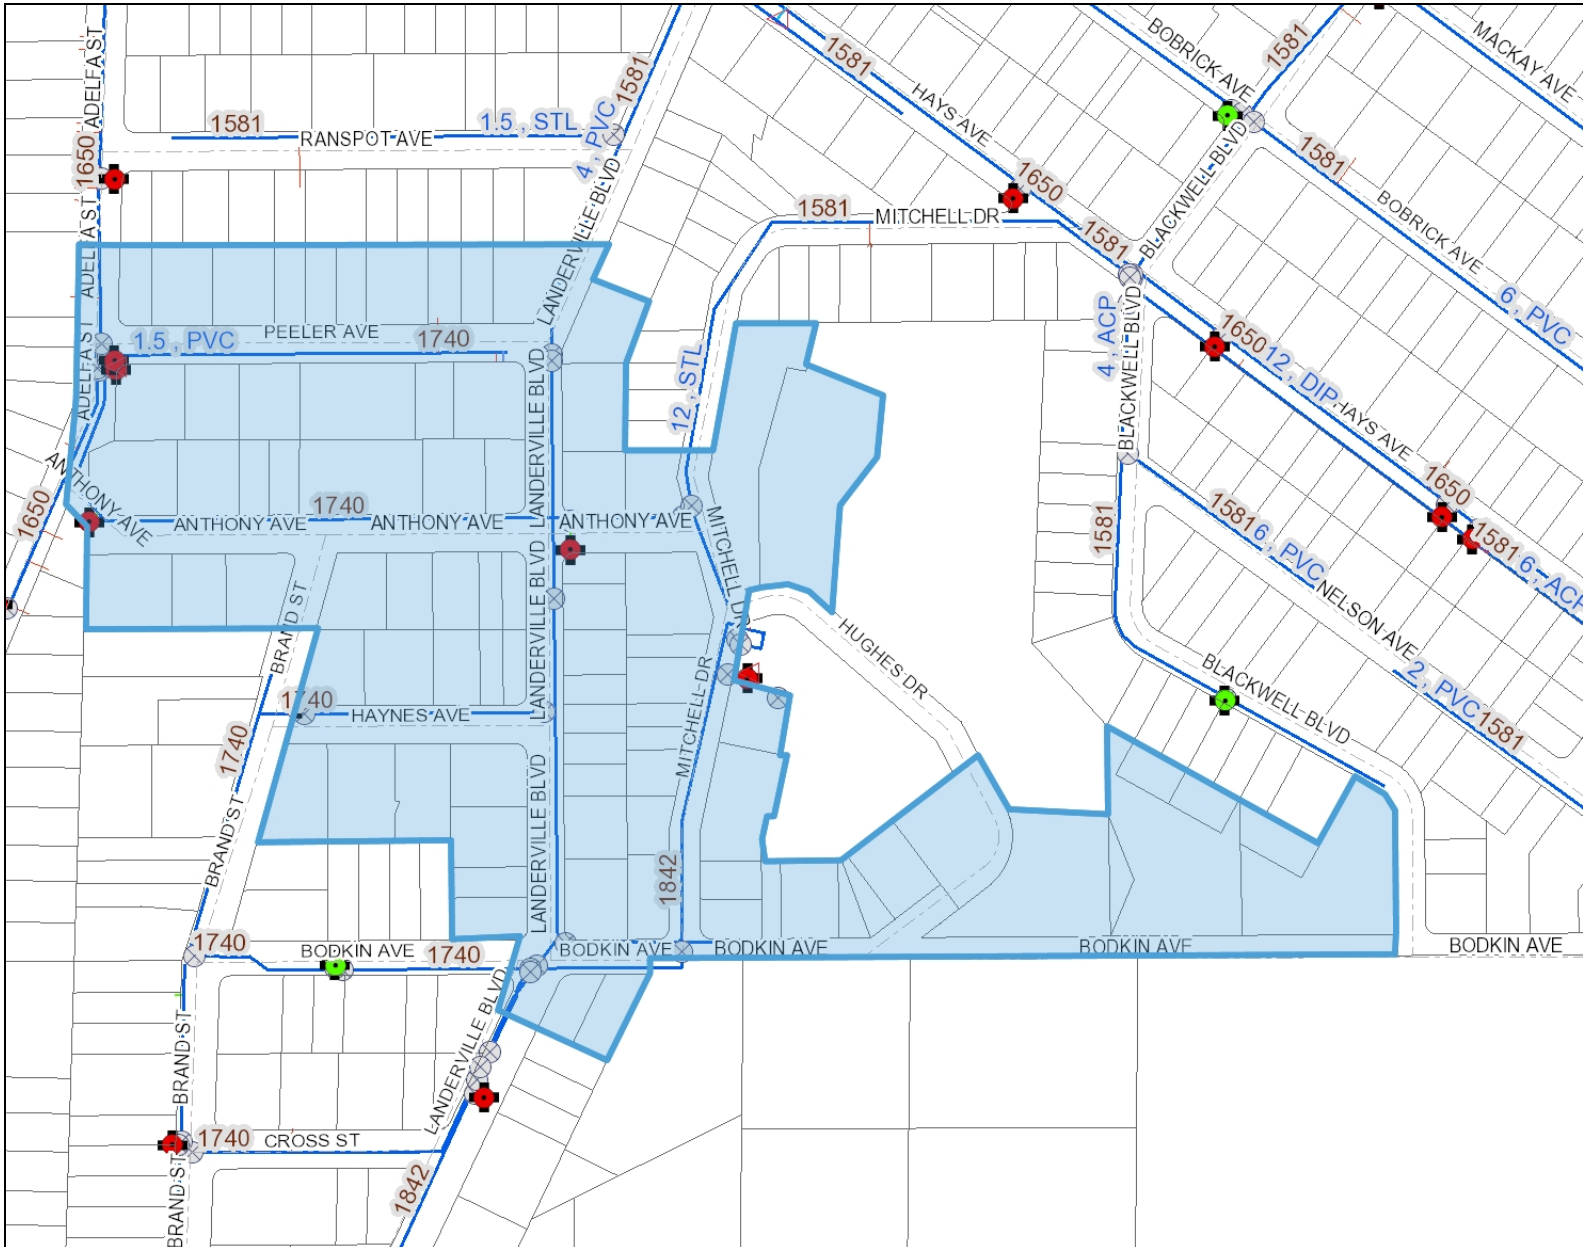 ADELFA ST
1581
RANSPOT AVE
1.5 , STL
4 , PVC
1581
1650
ADELFA ST
LANDERVILLE BLVD
1581
HAYS AVE
BOBRICK AVE
1581
MACKAY AVE
BLACKWELL BLVD
1581
BOBRICK AVE
6 , PVC
1650
1581
MITCHELL DR
1581
4 , ACP
BLACKWELL BLVD
1650
12 , DIP
HAYS AVE
1650
1581
6 , ACP
ADELFA ST
1.5 , PVC
PEELER AVE
1740
LANDERVILLE BLVD
12 , STL
ADELFA ST
1650
ANTHONY AVE
ANTHONY AVE
1740
ANTHONY AVE
LANDERVILLE BLVD
ANTHONY AVE
MITCHELL DR
1581
1581
6 , PVC
NELSON AVE
2 , PVC
1581
BRAND ST
LANDERVILLE BLVD
HUGHES DR
BLACKWELL BLVD
1740
HAYNES AVE
1740
MITCHELL DR
BRAND ST
LANDERVILLE BLVD
1842
1740
BODKIN AVE
1740
BODKIN AVE
BODKIN AVE
BODKIN AVE
BODKIN AVE
BRAND ST
LANDERVILLE BLVD
1740
CROSS ST
BRAND ST
1842